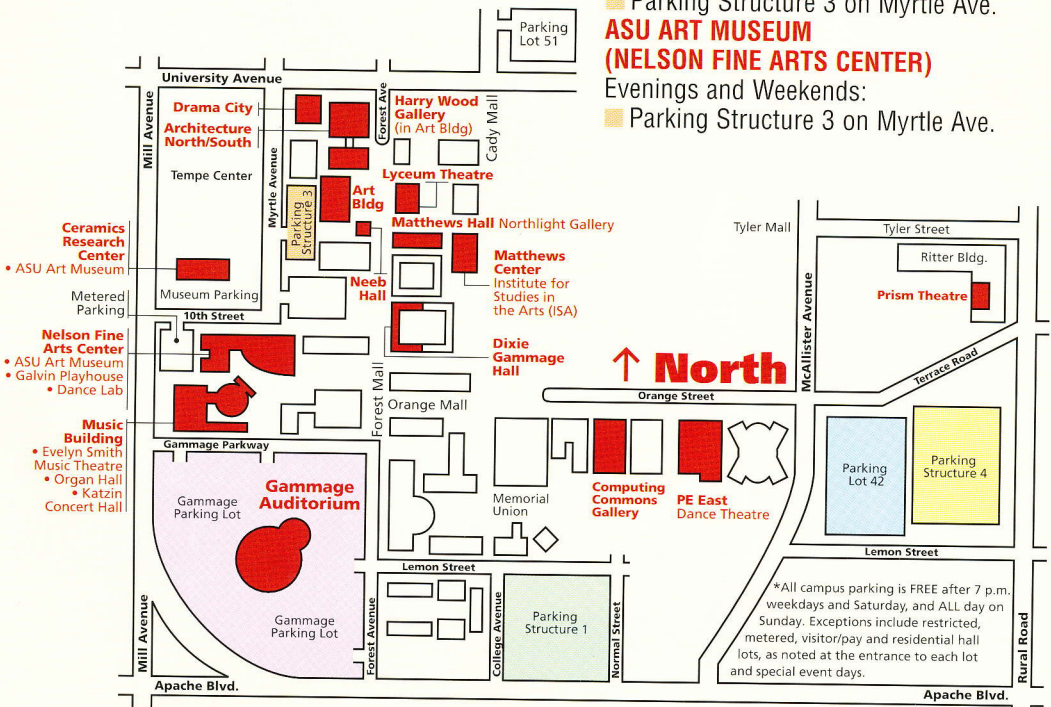 Parking Structure 3 on Myrtle Ave.
ASU ART MUSEUM
(NELSON FINE ARTS CENTER)
Evenings and Weekends:
Parking Structure 3 on Myrtle Ave.
Parking
Lot 51
University Avenue
Mill Avenue
Drama City
Architecture
North/South
Tempe Center
Myrtle Avenue
Forest Ave
Harry Wood
Gallery
(in Art Bldg)
Cady Mall
Lyceum Theatre
Art
Bldg
Parking
Structure 3
Matthews Hall Northlight Gallery
Ceramics
Research
Center
• ASU Art Museum
Museum Parking
Metered
Parking
10th Street
Neeb
Hall
Matthews
Center
Institute for
Studies in
the Arts (ISA)
Dixie
Gammage
Hall
Tyler Mall
Tyler Street
Ritter Bldg.
Prism Theatre
McAllister Avenue
Terrace Road
Nelson Fine
Arts Center
• ASU Art Museum
• Galvin Playhouse
• Dance Lab
↑ North
Orange Street
Forest Mall
Orange Mall
Music
Building
• Evelyn Smith
Music Theatre
• Organ Hall
• Katzin
Concert Hall
Gammage Parkway
Gammage
Parking Lot
Gammage
Auditorium
Gammage
Parking Lot
Memorial
Union
Computing
Commons
Gallery
PE East
Dance Theatre
Parking
Lot 42
Parking
Structure 4
Lemon Street
Lemon Street
Mill Avenue
Forest Avenue
College Avenue
Parking
Structure 1
Normal Street
*All campus parking is FREE after 7 p.m.
weekdays and Saturday, and ALL day on
Sunday. Exceptions include restricted,
metered, visitor/pay and residential hall
lots, as noted at the entrance to each lot
and special event days.
Rural Road
Apache Blvd.
Apache Blvd.